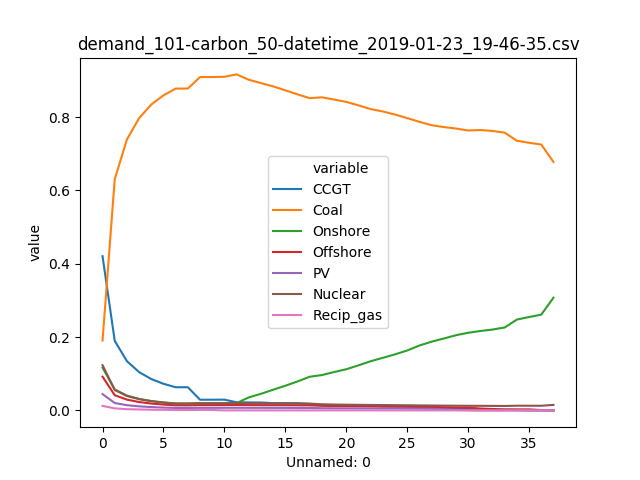 demand_101-carbon_50-datetime_2019-01-23_19-46-35.csv
0.8
0.6
0.4
0.2
0.0
value
variable
CCGT
Coal
Onshore
Offshore
PV
Nuclear
Recip_gas
0 5 10 15 20 25 30 35
Unnamed: 0